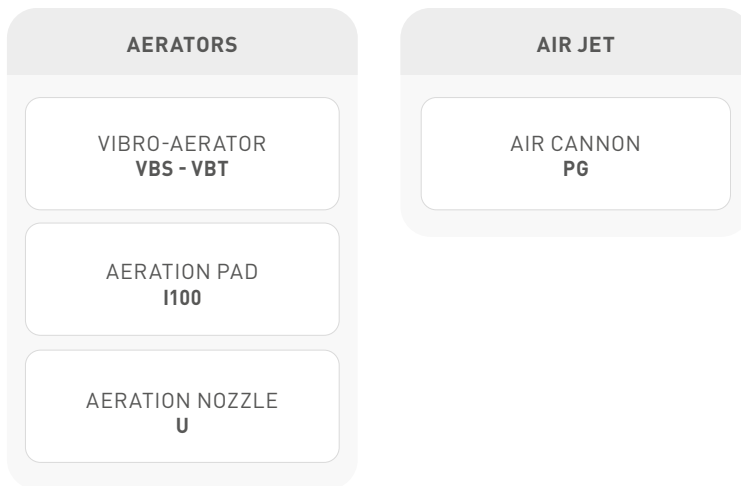 AERATORS
VIBRO-AERATOR
VBS - VBT
AERATION PAD
I100
AERATION NOZZLE
U
AIR JET
AIR CANNON
PG